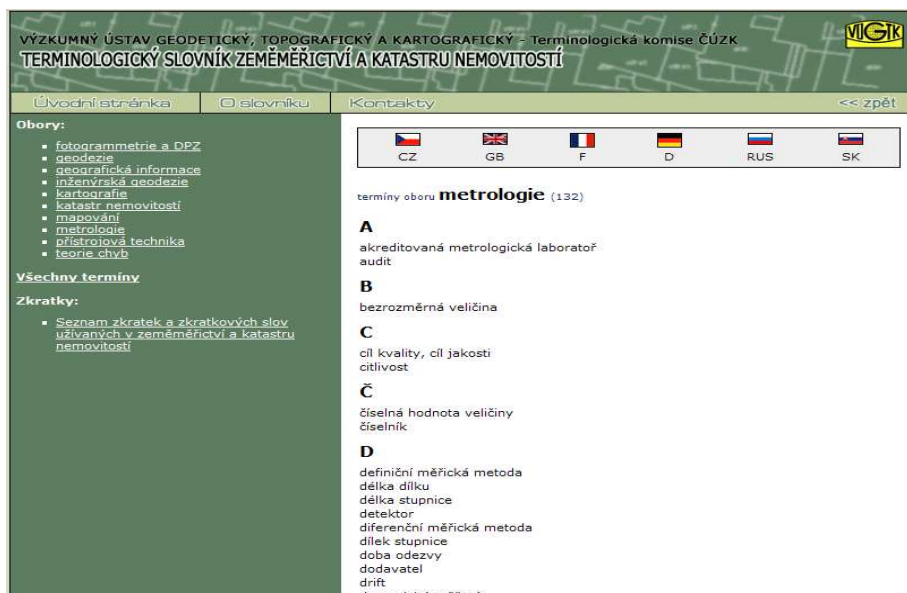 VÝZKUMNÝ ÚSTAV GEODETICKÝ, TOPOGRAFICKÝ A KARTOGRAFICKÝ - Terminologická komise ČÚZK
VÚGTK
TERMINOLOGICKÝ SLOVNÍK ZEMĚMĚŘICTVÍ A KATASTRU NEMOVITOSTÍ
Úvodní stránka
O slovníku
Kontakty
<< zpět
Obory:
fotogrammetrie a DPZ
geodezie
geografická informace
inženýrská geodezie
kartografie
katastr nemovitostí
mapování
metrologie
přístrojová technika
teorie chyb
Všechny termíny
Zkratky:
Seznam zkratek a zkratkových slov
užívaných v zeměměřictví a katastru
nemovitostí
CZ GB F D RUS SK
termíny oboru metrologie (132)
A
akreditovaná metrologická laboratoř
audit
B
bezrozměrná veličina
C
cíl kvality, cíl jakosti
citlivost
Č
číselná hodnota veličiny
číselník
D
definiční měřická metoda
délka dílku
délka stupnice
detektor
diferenční měřická metoda
dílek stupnice
doba odezvy
dodavatel
drift